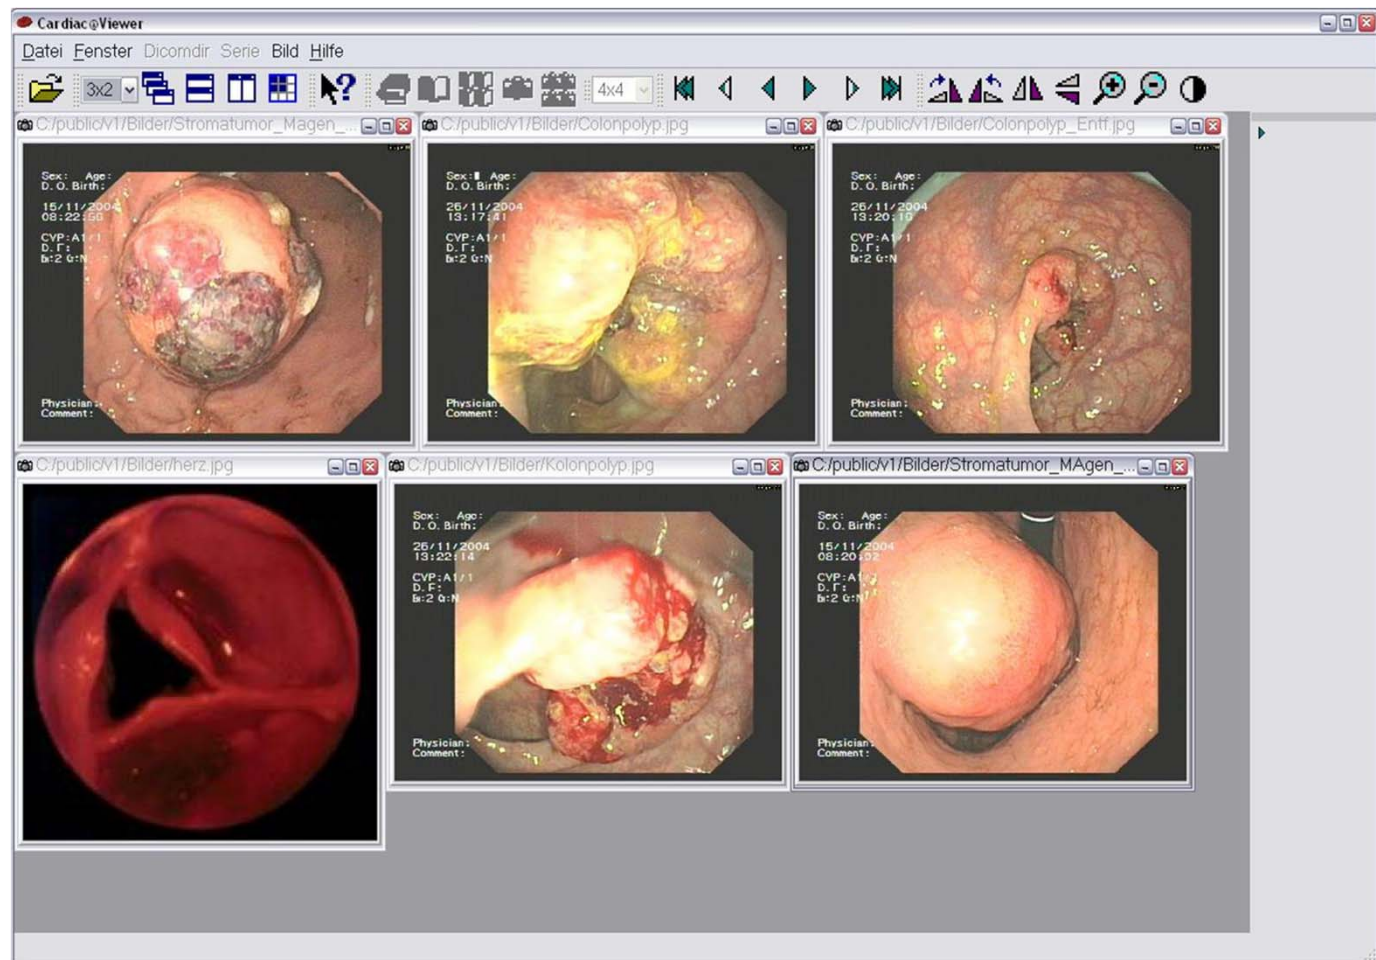 Cardiac@Viewer
Datei Fenster Dicomdir Serie Bild Hilfe
3x2
4x4
C:/public/v1/Bilder/Stromatumor_Magen_...
Sex: Age:
D. O. Birth:
15/11/2004
08:22:50
CVP:A1/1
D. F:
G:N
Physician:
Comment:
C:/public/v1/Bilder/Colonpolyp.jpg
Sex: Age:
D. O. Birth:
26/11/2004
13:17:41
CVP:A1/1
D. F:
G:N
Physician:
Comment:
C:/public/v1/Bilder/Colonpolyp_Entf.jpg
Sex: Age:
D. O. Birth:
26/11/2004
13:20:19
CVP:A1/1
D. F:
G:N
Physician:
Comment:
C:/public/v1/Bilder/herz.jpg
C:/public/v1/Bilder/Kolonpolyp.jpg
Sex: Age:
D. O. Birth:
26/11/2004
13:22:14
CVP:A1/1
D. F:
G:N
Physician:
Comment:
C:/public/v1/Bilder/Stromatumor_MAgen_...
Sex: Age:
D. O. Birth:
15/11/2004
08:20:02
D. F:
G:N
Physician:
Comment: